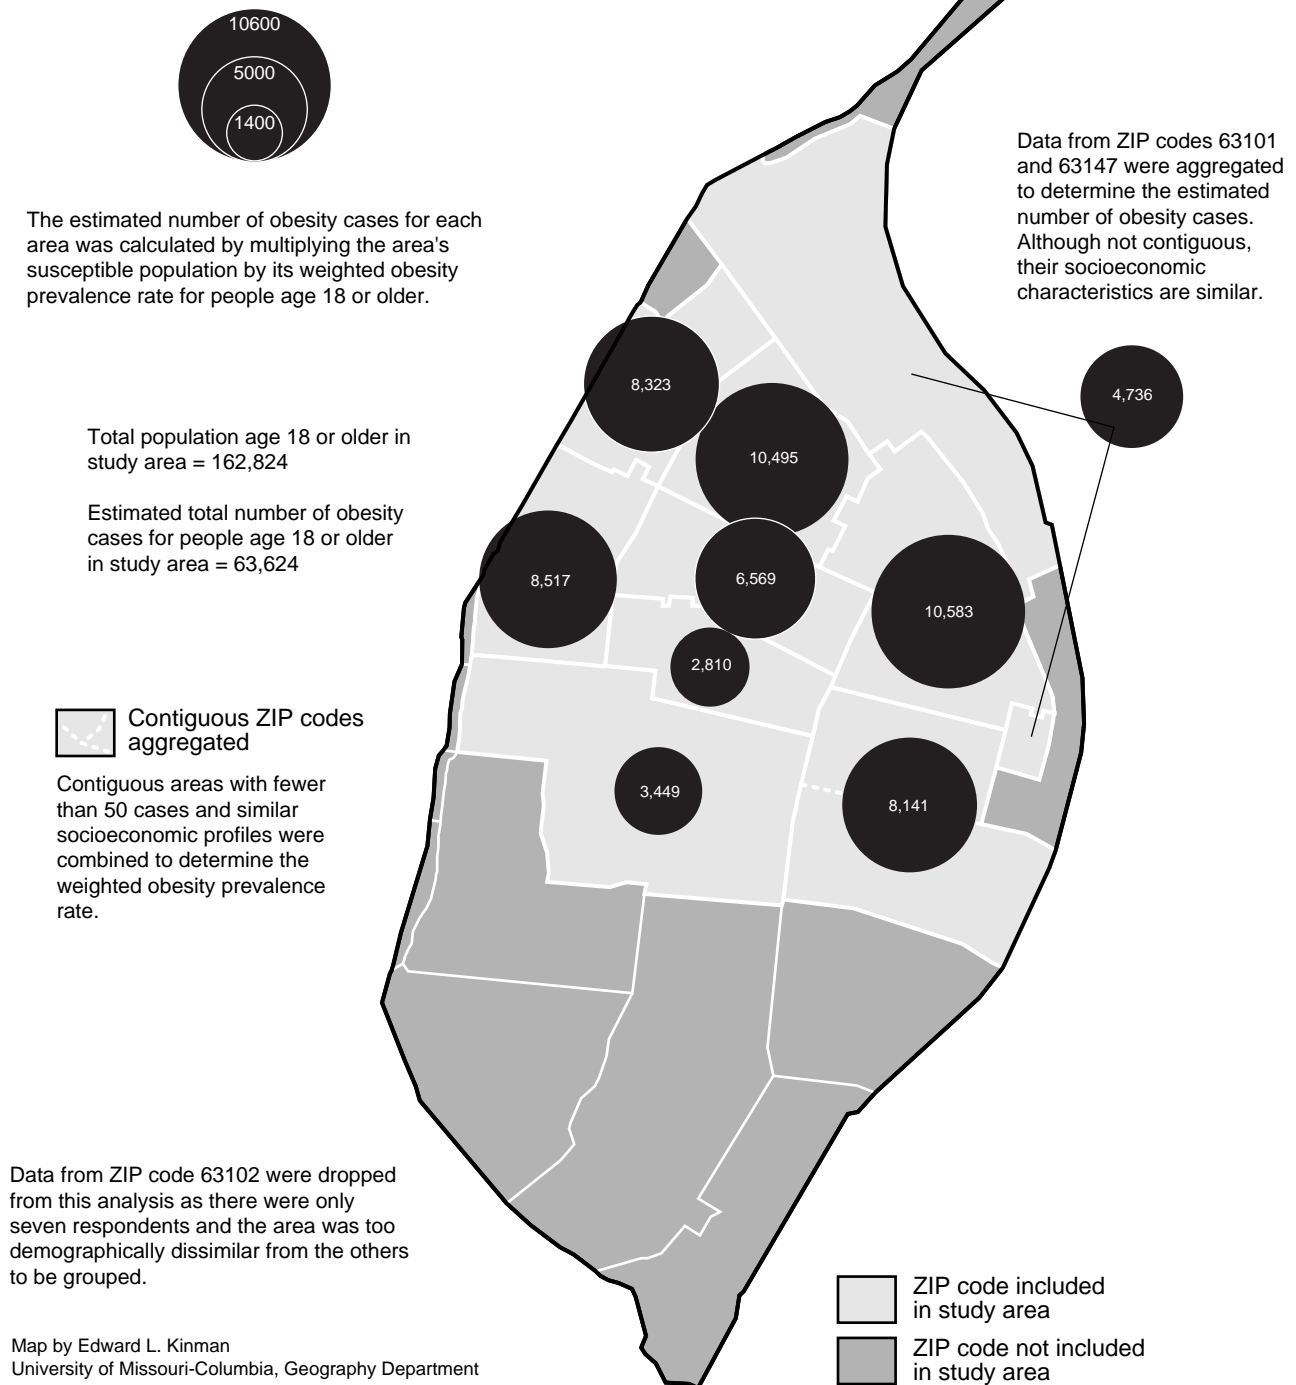 10600
5000
1400
The estimated number of obesity cases for each
area was calculated by multiplying the area's
susceptible population by its weighted obesity
prevalence rate for people age 18 or older.
Data from ZIP codes 63101
and 63147 were aggregated
to determine the estimated
number of obesity cases.
Although not contiguous,
their socioeconomic
characteristics are similar.
8,323
4,736
10,495
Total population age 18 or older in
study area = 162,824
Estimated total number of obesity
cases for people age 18 or older
in study area = 63,624
8,517
6,569
10,583
2,810
Contiguous ZIP codes
aggregated
Contiguous areas with fewer
than 50 cases and similar
socioeconomic profiles were
combined to determine the
weighted obesity prevalence
rate.
3,449
8,141
Data from ZIP code 63102 were dropped
from this analysis as there were only
seven respondents and the area was too
demographically dissimilar from the others
to be grouped.
Map by Edward L. Kinman
University of Missouri-Columbia, Geography Department
ZIP code included
in study area
ZIP code not included
in study area